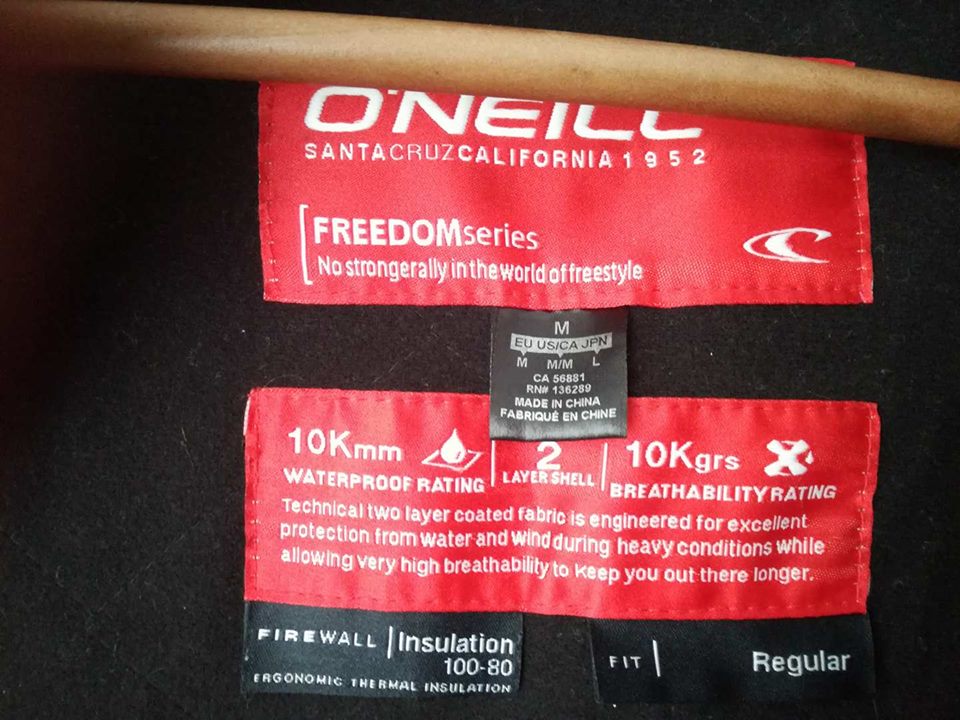 O'NEILL
SANTACRUZCALIFORNIA 1952
FREEDOMseries
No strongerally in the world of freestyle
M
EU US/CA JPN
M M/M L
CA 56881
RN# 136289
MADE IN CHINA
FABRIQUÉ EN CHINE
10Kmm
WATERPROOF RATING
2
LAYER SHELL
10Kgrs
BREATHABILITY RATING
Technical two layer coated fabric is engineered for excellent
protection from water and wind during heavy conditions while
allowing very high breathability to keep you out there longer.
FIREWALL | Insulation
100-80
ERGONOMIC THERMAL INSULATION
FIT | Regular